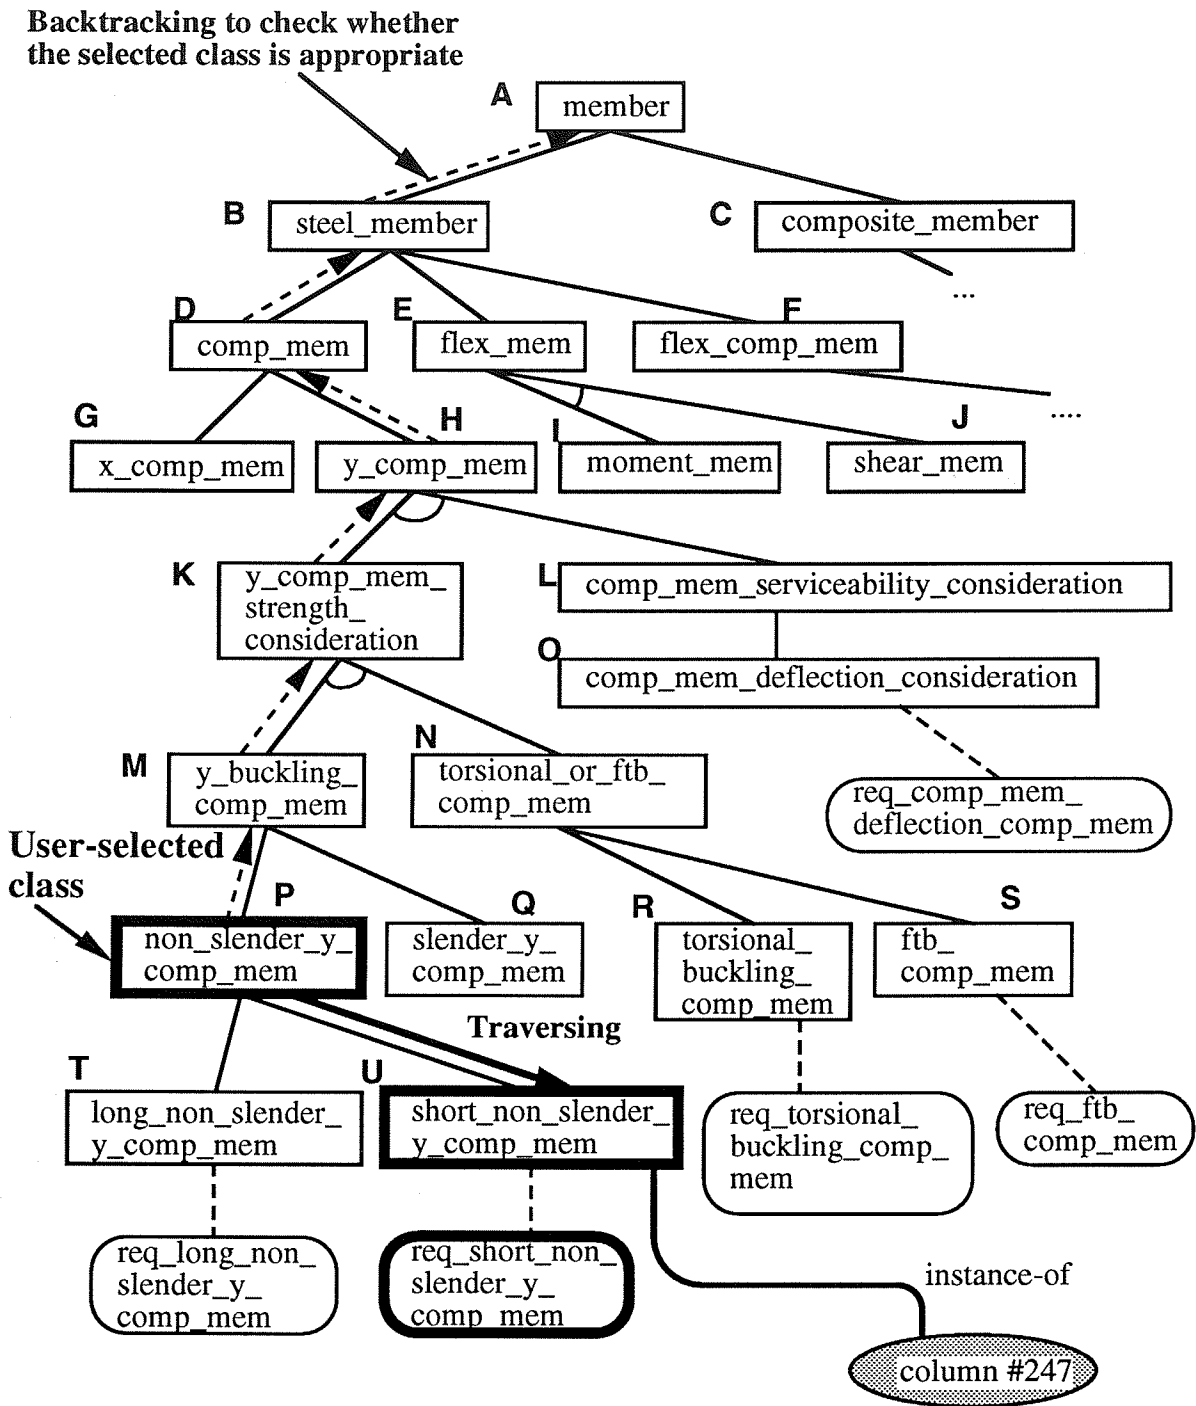 Backtracking to check whether
the selected class is appropriate
A
member
B
steel_member
C
composite_member
...
D
comp_mem
E
flex_mem
F
flex_comp_mem
....
G
x_comp_mem
H
y_comp_mem
I
moment_mem
J
shear_mem
K
y_comp_mem_
strength_
consideration
L
comp_mem_serviceability_consideration
O
comp_mem_deflection_consideration
M
y_buckling_
comp_mem
N
torsional_or_ftb_
comp_mem
req_comp_mem_
deflection_comp_mem
User-selected
class
P
non_slender_y_
comp_mem
Q
slender_y_
comp_mem
R
torsional_
buckling_
comp_mem
S
ftb_
comp_mem
Traversing
T
long_non_slender_
y_comp_mem
U
short_non_slender_
y_comp_mem
req_torsional_
buckling_comp_
mem
req_ftb_
comp_mem
req_long_non_
slender_y_
comp_mem
req_short_non_
slender_y_
comp_mem
instance-of
column #247